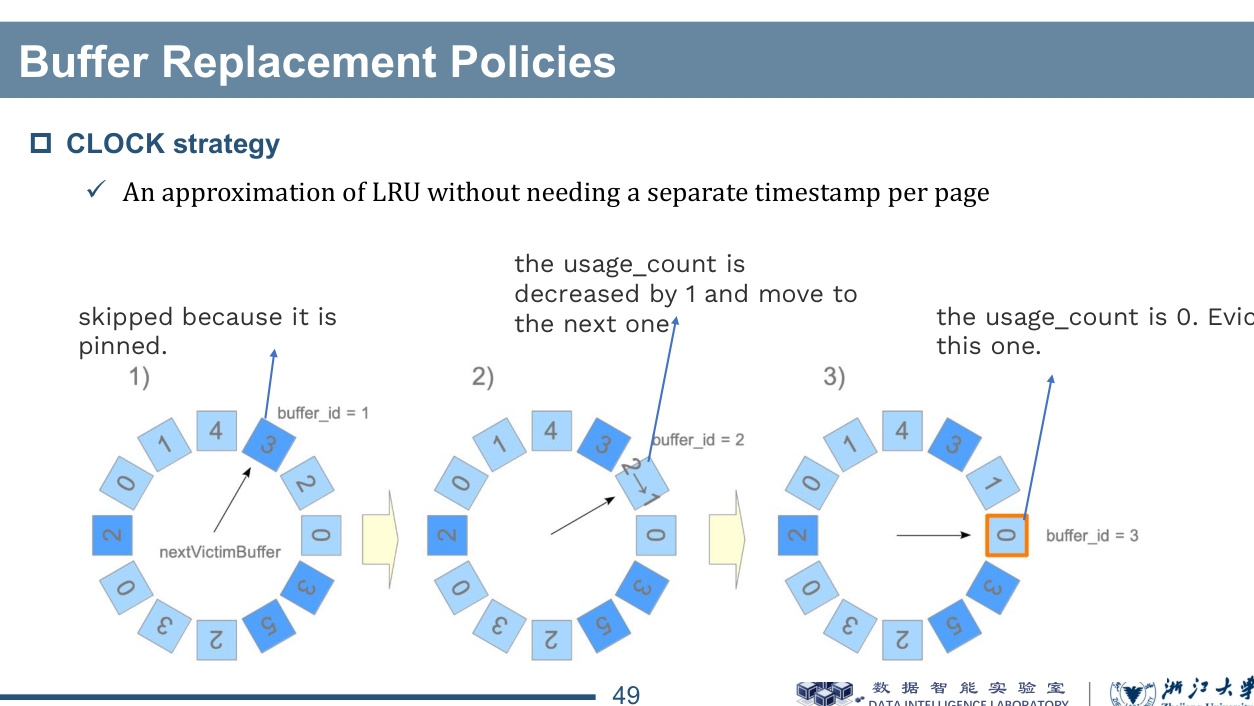 Buffer Replacement Policies
CLOCK strategy
✓ An approximation of LRU without needing a separate timestamp per page
the usage_count is
decreased by 1 and move to
the next one
skipped because it is
pinned.
the usage_count is 0. Evic
this one.
1)
2)
3)
buffer_id = 1
4
3
2
0
3
5
2
3
0
2
0
1
nextVictimBuffer
buffer_id = 2
4
3
2→1
0
3
5
2
3
0
2
0
1
buffer_id = 3
4
3
1
0
3
5
2
3
0
2
0
1
49
数据智能实验室
DATA INTELLIGENCE LABORATORY
浙江大学
Zhejiang University